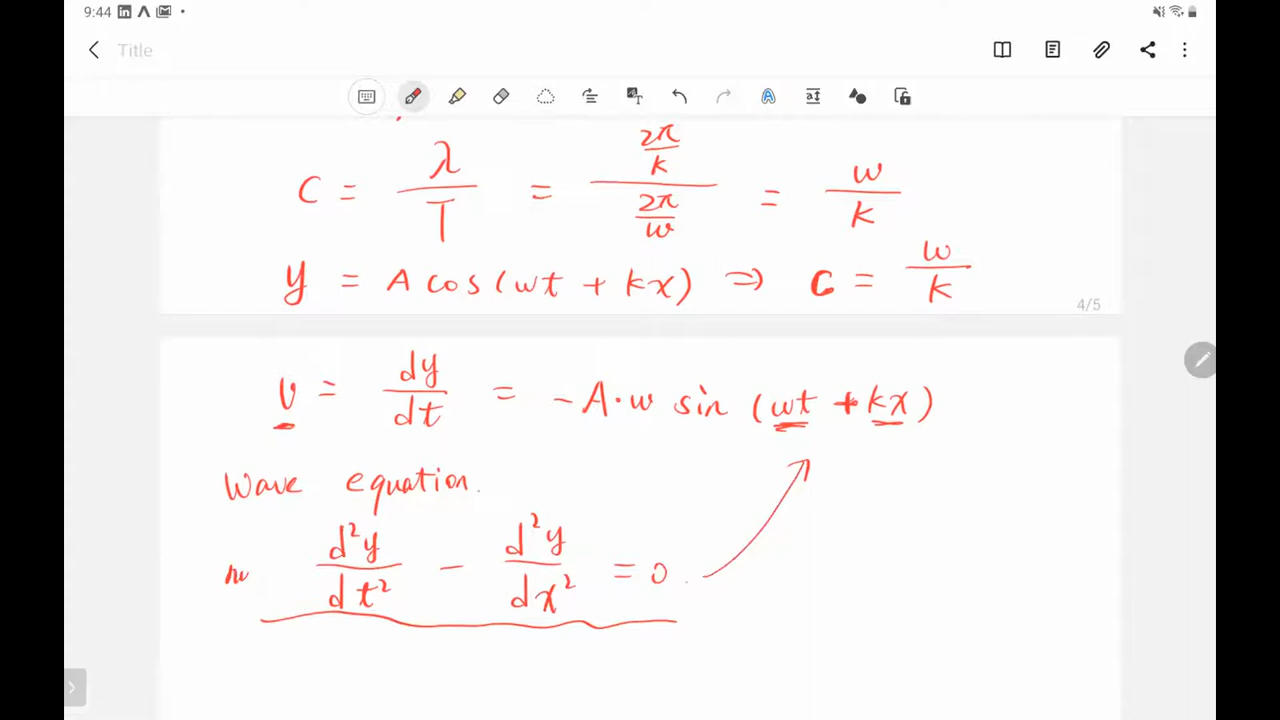 9:44
Title
C = λ/T = (2π/k)/(2π/w) = w/k
y = A cos(wt + kx) ⇒ C = w/k
4/5
v = dy/dt = -A·w sin (wt + kx)
Wave equation.
d²y/dt² - d²y/dx² = 0.